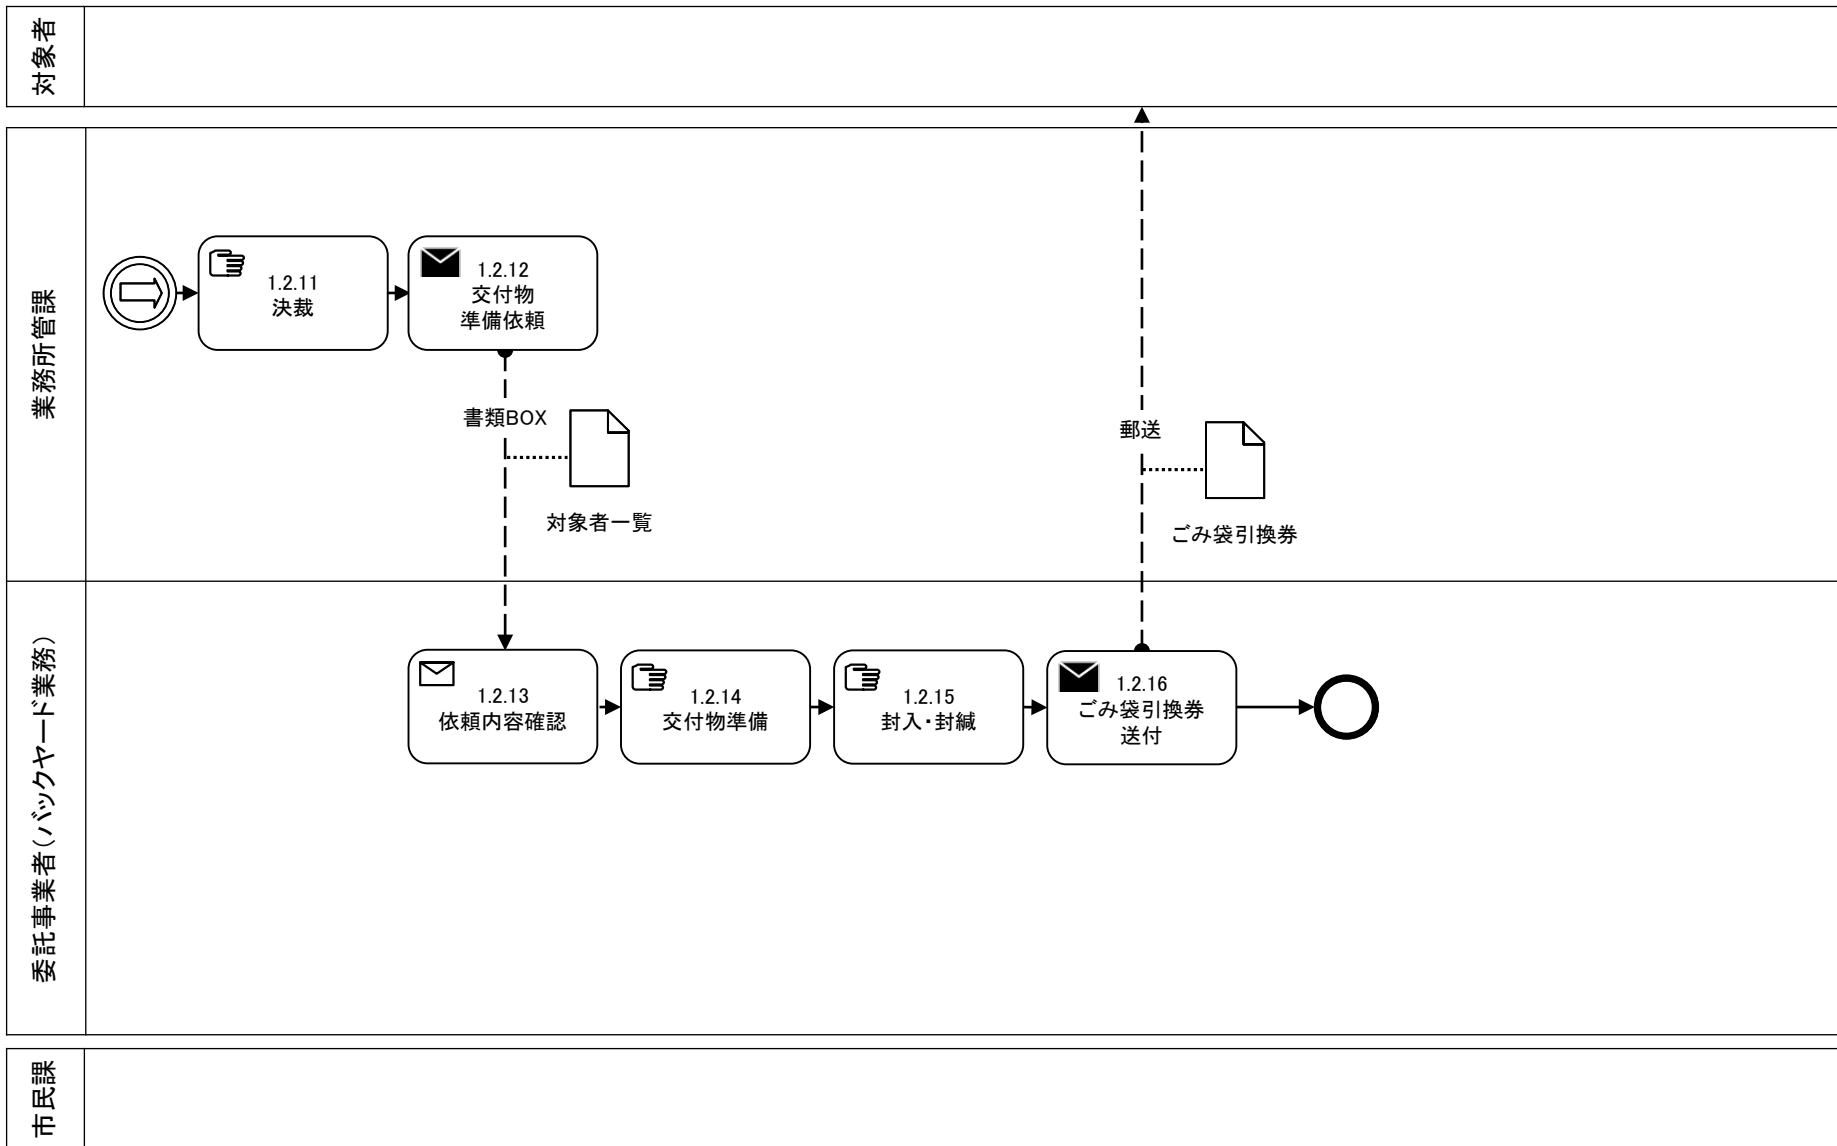 対象者
業務所管課
1.2.11
決裁
1.2.12
交付物
準備依頼
書類BOX
対象者一覧
郵送
ごみ袋引換券
委託事業者（バックヤード業務）
1.2.13
依頼内容確認
1.2.14
交付物準備
1.2.15
封入・封緘
1.2.16
ごみ袋引換券
送付
市民課